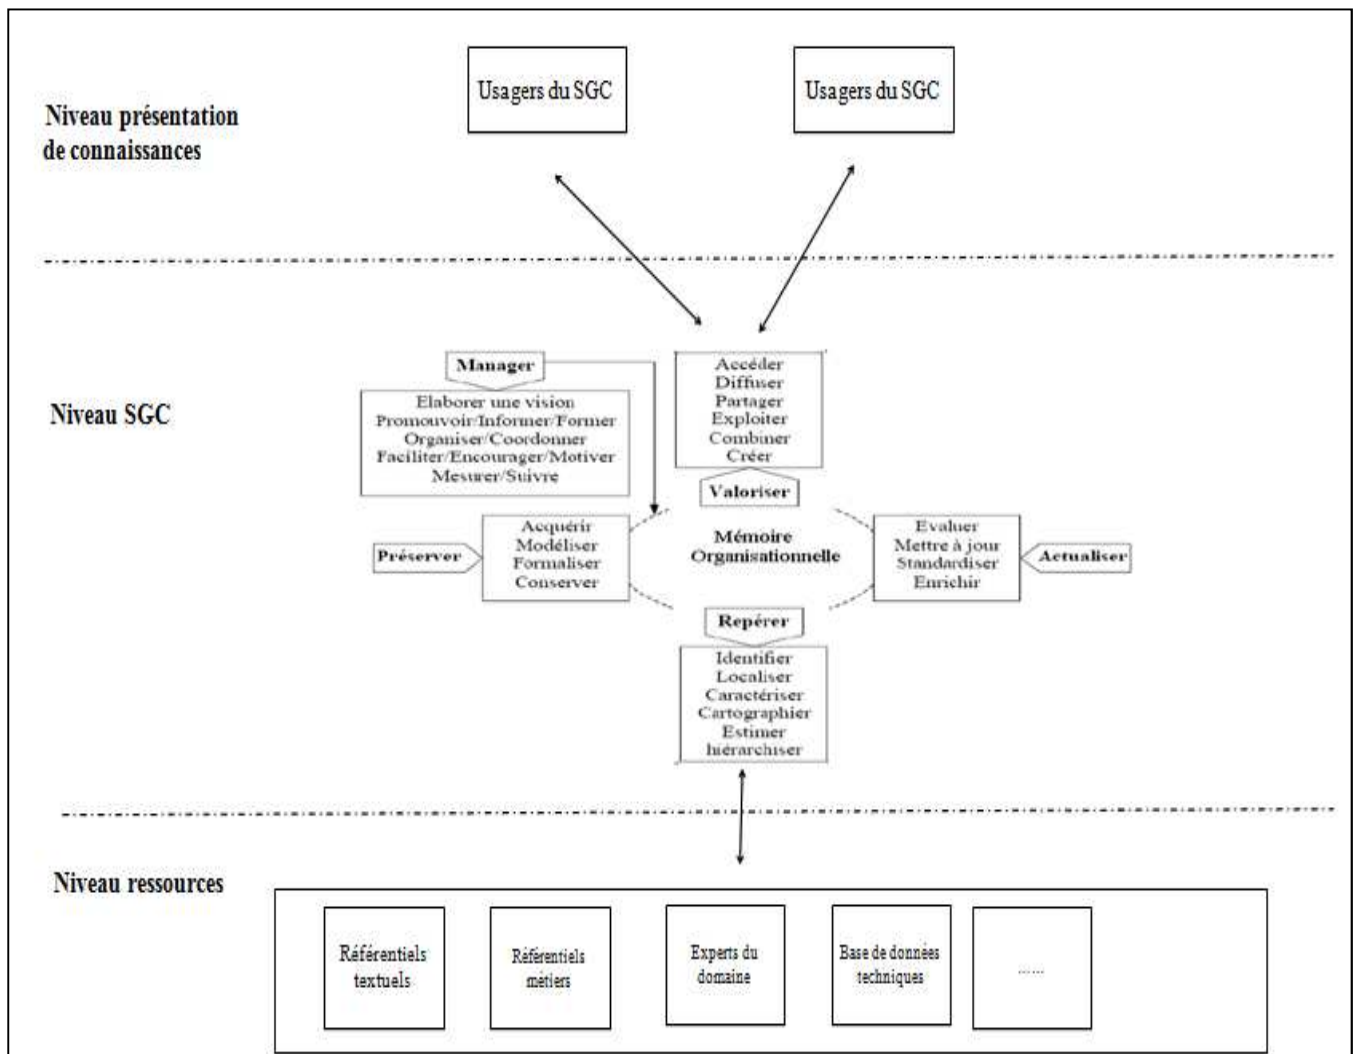 Usagers du SGC
Usagers du SGC
Niveau présentation
de connaissances
Niveau SGC
Manager
Elaborer une vision
Promouvoir/Informer/Former
Organiser/Coordonner
Faciliter/Encourager/Motiver
Mesurer/Suivre
Accéder
Diffuser
Partager
Exploiter
Combiner
Créer
Valoriser
Préserver
Acquérir
Modéliser
Formaliser
Conserver
Mémoire
Organisationnelle
Evaluer
Mettre à jour
Standardiser
Enrichir
Actualiser
Repérer
Identifier
Localiser
Caractériser
Cartographier
Estimer
hiérarchiser
Niveau ressources
Référentiels
textuels
Référentiels
métiers
Experts du
domaine
Base de données
techniques
......